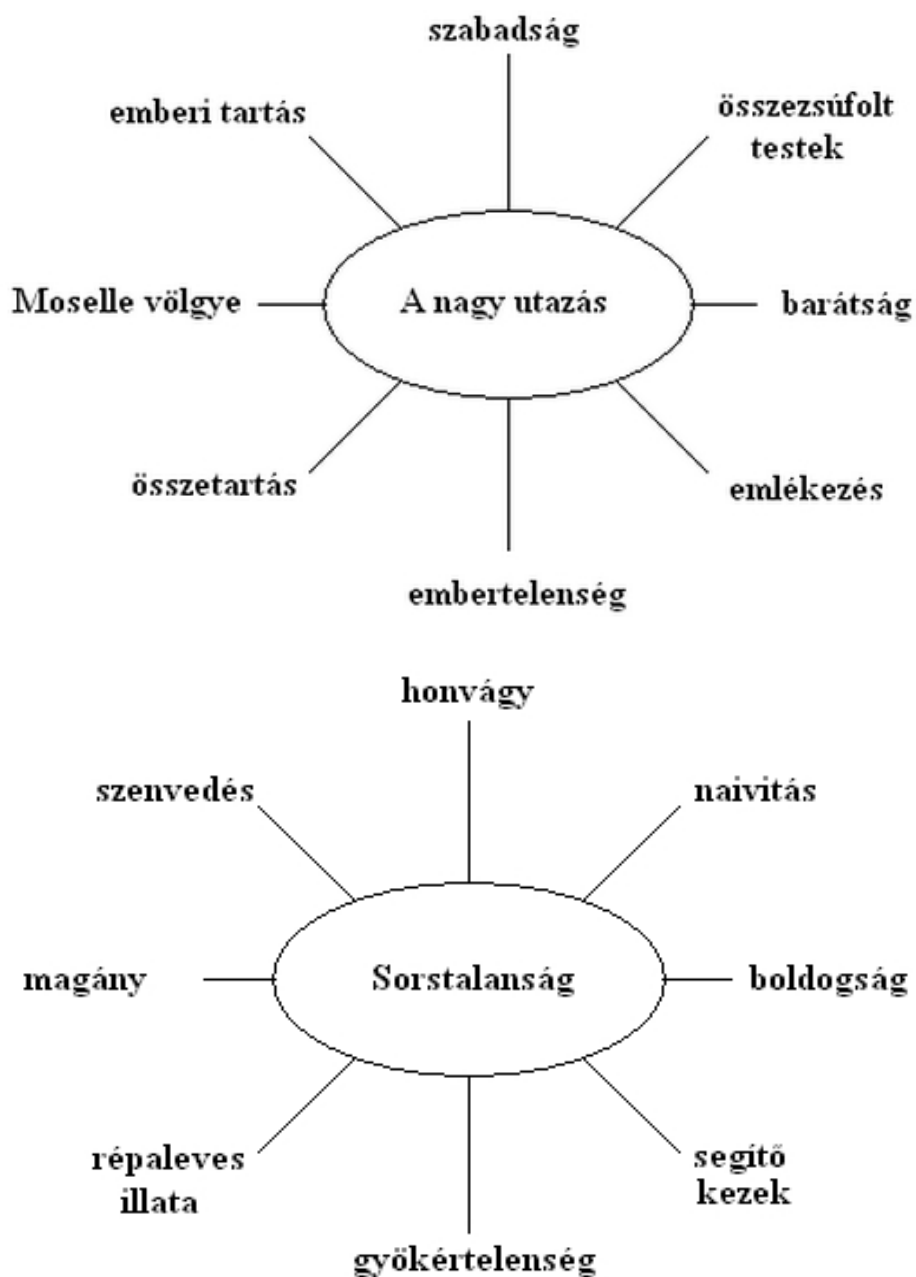 szabadság
emberi tartás
összezsúfolt
testek
Moselle völgye
A nagy utazás
barátság
összetartás
emlékezés
embertelenség
honvágy
szenvedés
naivitás
magány
Sorstalanság
boldogság
répaleves
illata
segítő
kezek
gyökértelenség